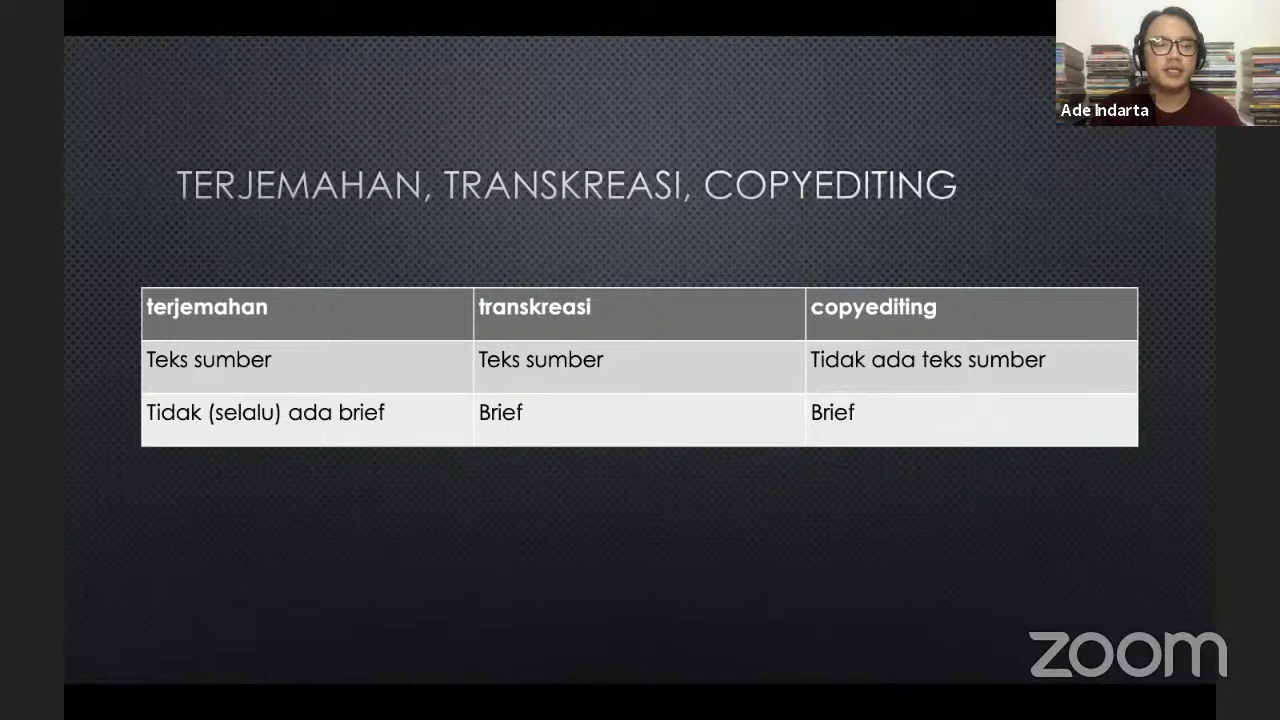 Ade Indarta
TERJEMAHAN, TRANSKREASI, COPYEDITING
terjemahan transkreasi copyediting
Teks sumber Teks sumber Tidak ada teks sumber
Tidak (selalu) ada brief Brief Brief
zoom